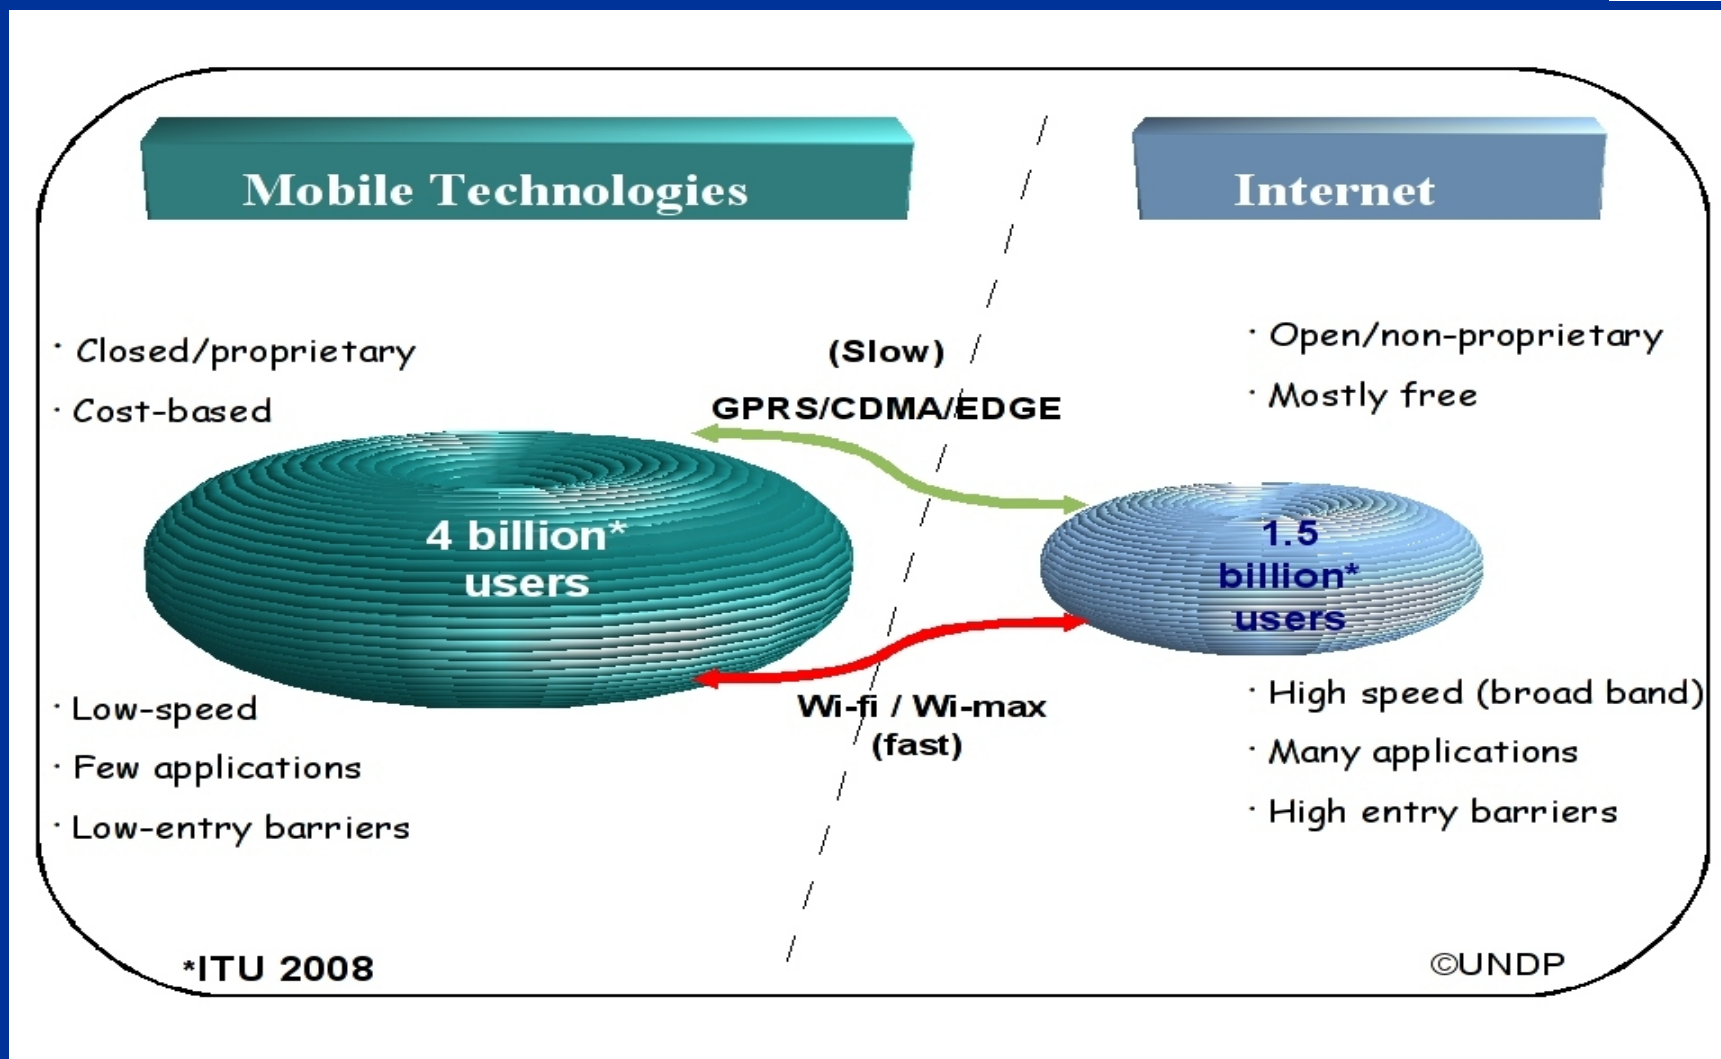 Mobile Technologies
Internet
· Closed/proprietary
· Cost-based
(Slow)
GPRS/CDMA/EDGE
· Open/non-proprietary
· Mostly free
4 billion*
users
1.5
billion*
users
· Low-speed
· Few applications
· Low-entry barriers
Wi-fi / Wi-max
(fast)
· High speed (broad band)
· Many applications
· High entry barriers
*ITU 2008
©UNDP